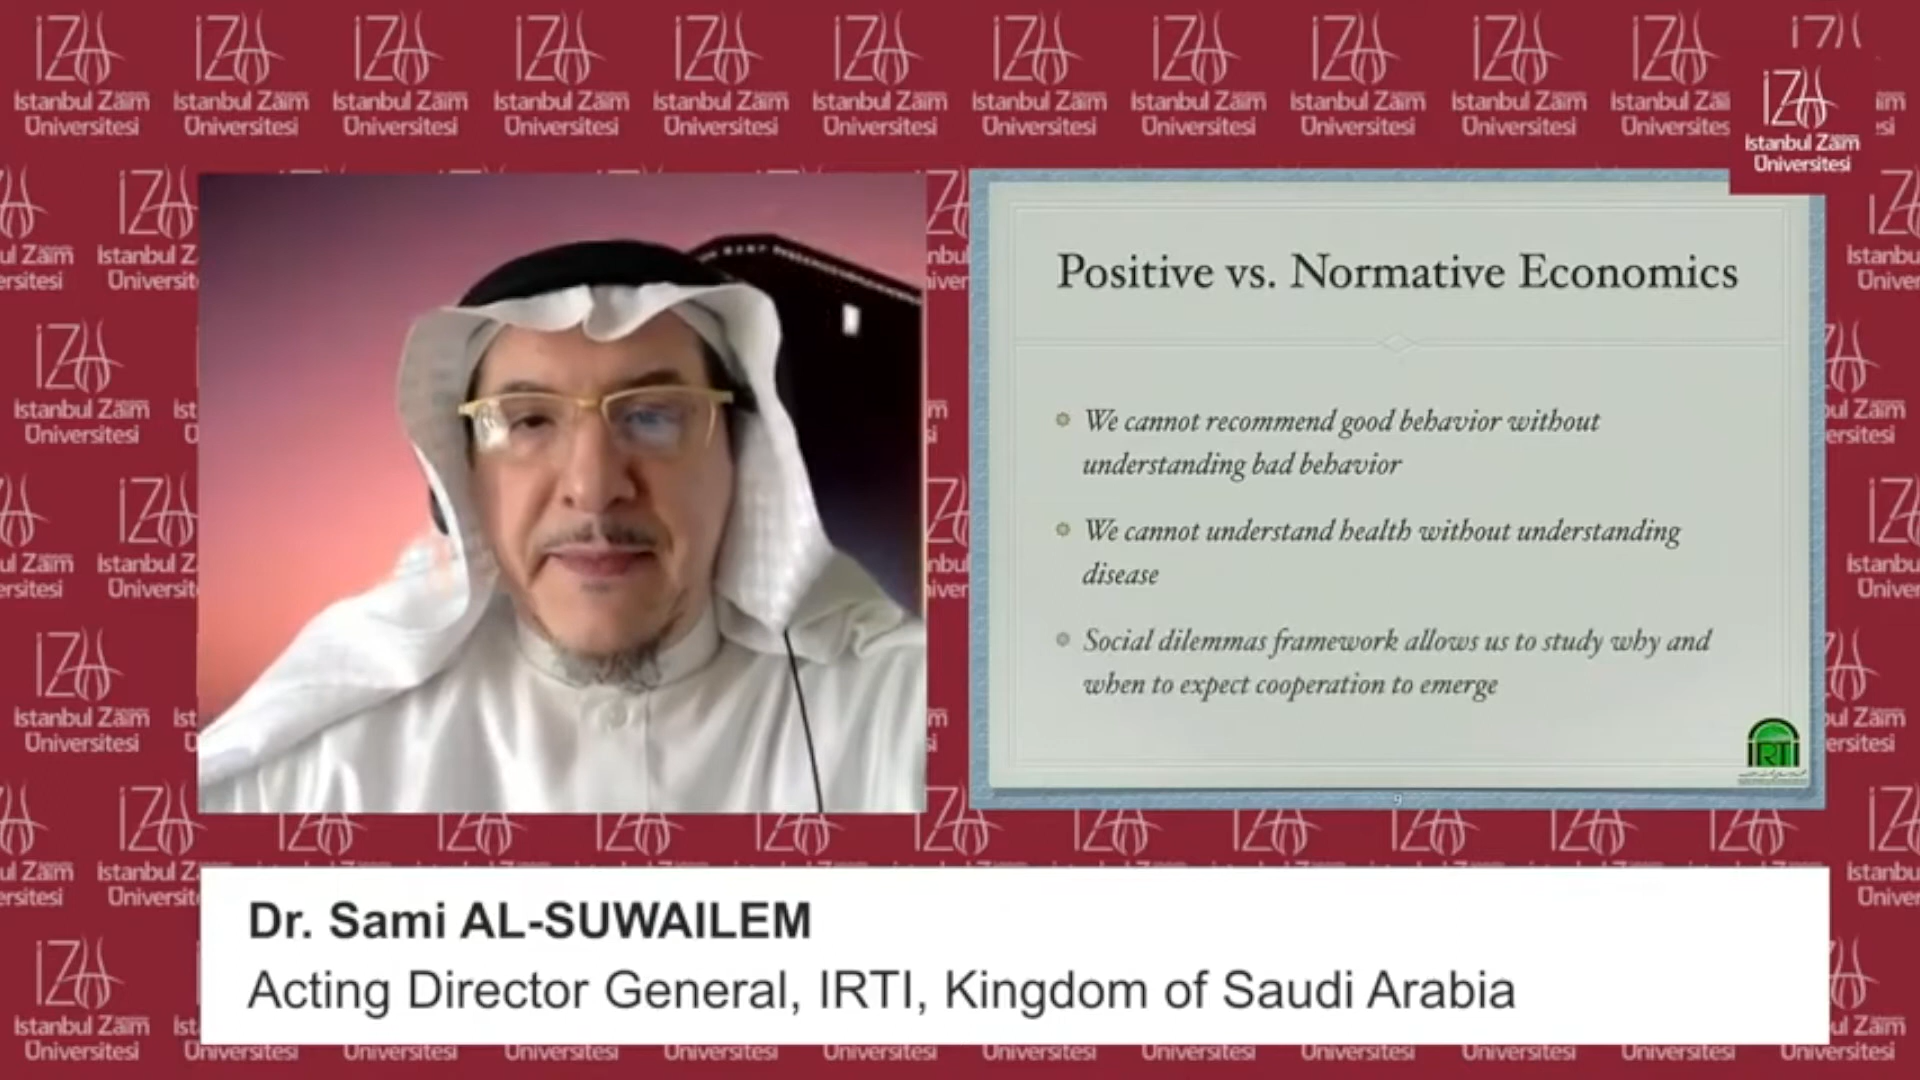 istanbul Zaim
Üniversitesi
Positive vs. Normative Economics
We cannot recommend good behavior without
understanding bad behavior
We cannot understand health without understanding
disease
Social dilemmas framework allows us to study why and
when to expect cooperation to emerge
IRTI
9
Dr. Sami AL-SUWAILEM
Acting Director General, IRTI, Kingdom of Saudi Arabia